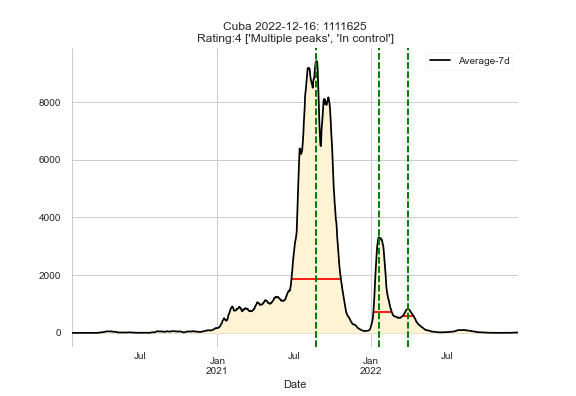 Cuba 2022-12-16: 1111625
Rating:4 ['Multiple peaks', 'In control']
Average-7d
8000
6000
4000
2000
0
Jul
Jan
2021
Jul
Jan
2022
Jul
Date